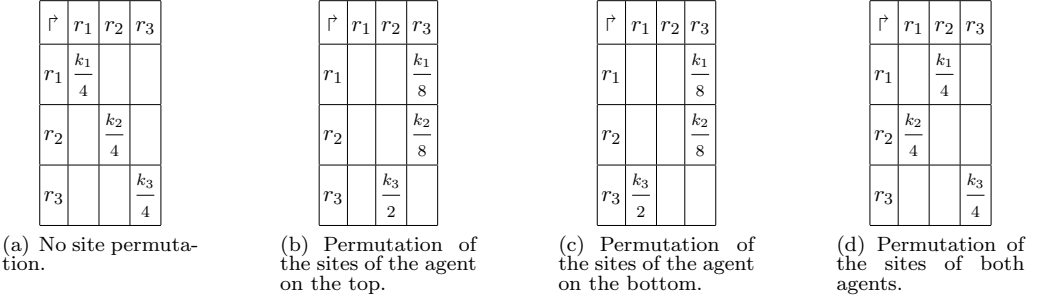 ↱ r1 r2 r3
r1 k1/4
r2 k2/4
r3 k3/4
(a) No site permuta-
tion.
↱ r1 r2 r3
r1 k1/8
r2 k2/8
r3 k3/2
(b) Permutation of
the sites of the agent
on the top.
↱ r1 r2 r3
r1 k1/8
r2 k2/8
r3 k3/2
(c) Permutation of
the sites of the agent
on the bottom.
↱ r1 r2 r3
r1 k1/4
r2 k2/4
r3 k3/4
(d) Permutation of
the sites of both
agents.